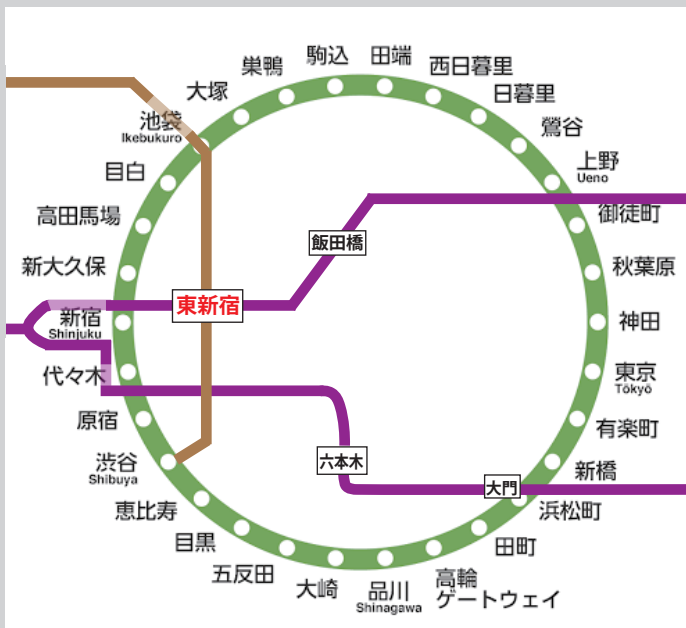 駒込
田端
巣鴨
西日暮里
大塚
日暮里
池袋
Ikebukuro
鶯谷
目白
上野
Ueno
高田馬場
御徒町
飯田橋
新大久保
秋葉原
東新宿
新宿
Shinjuku
神田
代々木
東京
Tōkyō
原宿
有楽町
渋谷
Shibuya
六本木
新橋
大門
恵比寿
浜松町
目黒
田町
五反田
大崎
品川
Shinagawa
高輪
ゲートウェイ